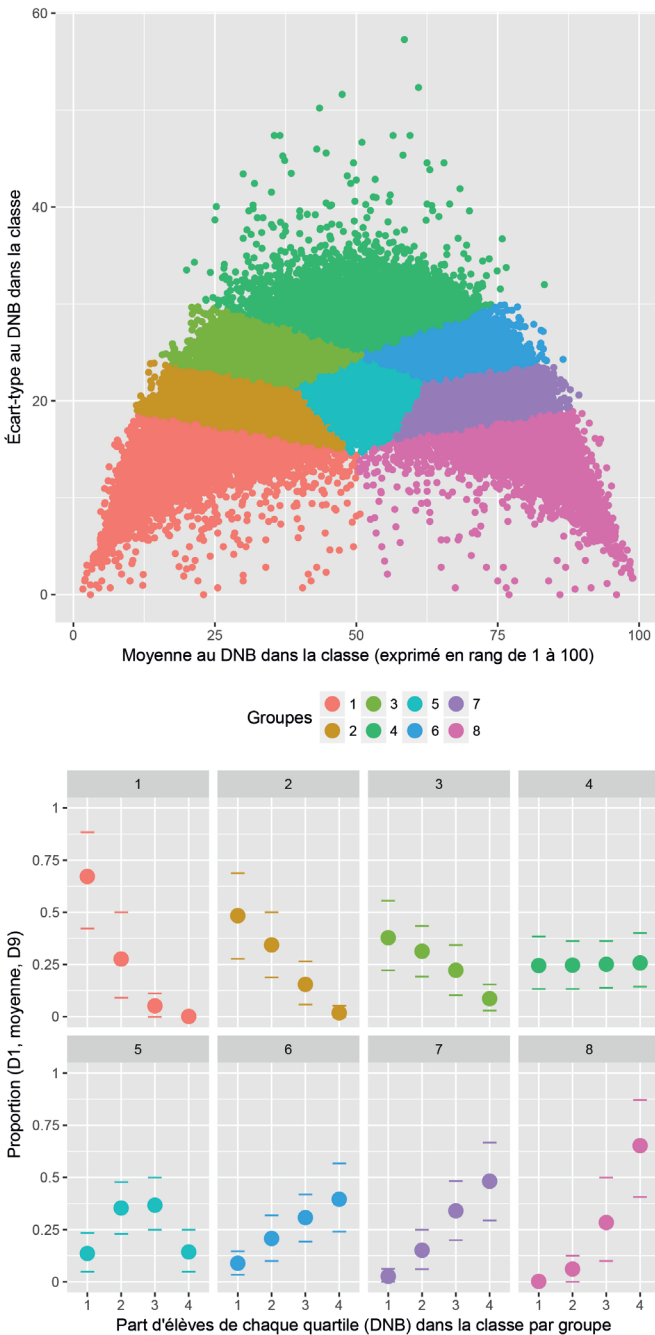 60
40
20
0
Écart-type au DNB dans la classe
0 25 50 75 100
Moyenne au DNB dans la classe (exprimé en rang de 1 à 100)
Groupes
1 3 5 7
2 4 6 8
1 2 3 4
1
0.75
0.5
0.25
0
Proportion (D1, moyenne, D9)
5 6 7 8
1
0.75
0.5
0.25
0
1 2 3 4 1 2 3 4 1 2 3 4 1 2 3 4
Part d'élèves de chaque quartile (DNB) dans la classe par groupe